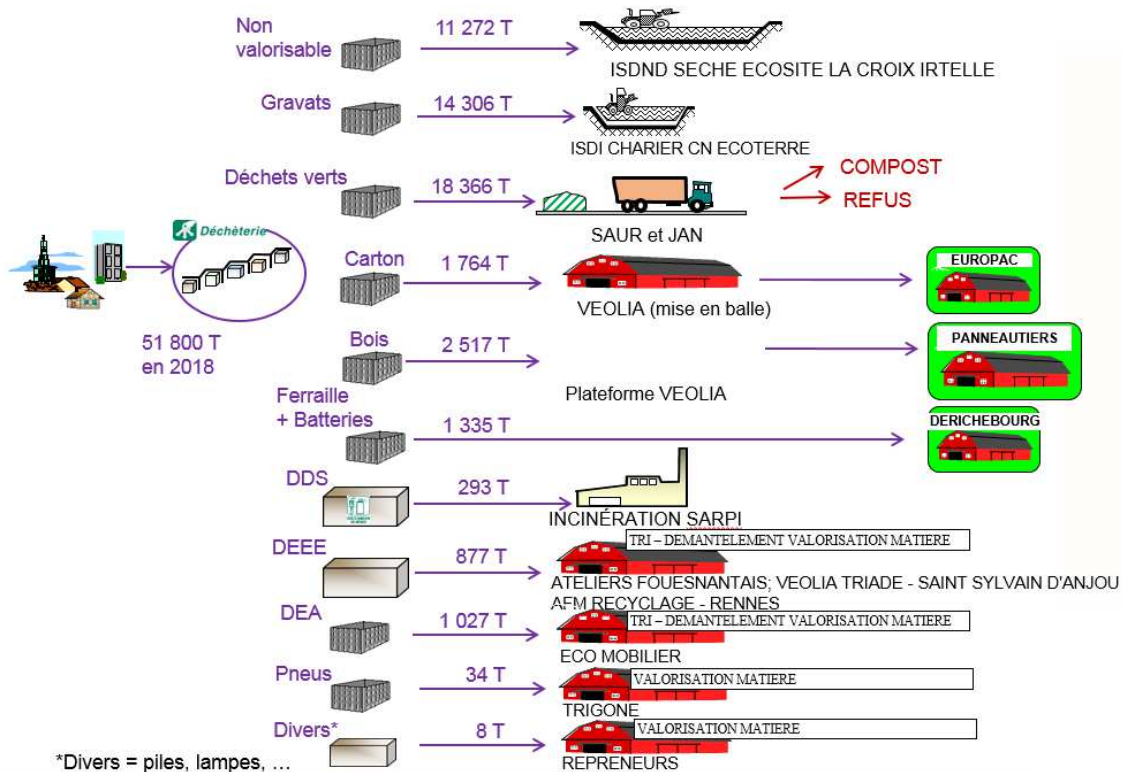 Non
valorisable
11 272 T
ISDND SECHE ECOSITE LA CROIX IRTELLE
Gravats
14 306 T
ISDI CHARIER CN ECOTERRE
Déchets verts
18 366 T
COMPOST
REFUS
SAUR et JAN
Déchèterie
51 800 T
en 2018
Carton
1 764 T
VEOLIA (mise en balle)
EUROPAC
Bois
2 517 T
Plateforme VEOLIA
PANNEAUTIERS
Ferraille
+ Batteries
1 335 T
DERICHEBOURG
DDS
293 T
INCINÉRATION SARPI
DEEE
877 T
TRI – DEMANTELEMENT VALORISATION MATIERE
ATELIERS FOUESNANTAIS; VEOLIA TRIADE - SAINT SYLVAIN D'ANJOU
AFM RECYCLAGE - RENNES
DEA
1 027 T
TRI – DEMANTELEMENT VALORISATION MATIERE
ECO MOBILIER
Pneus
34 T
VALORISATION MATIERE
TRIGONE
Divers*
8 T
VALORISATION MATIERE
REPRENEURS
*Divers = piles, lampes, …